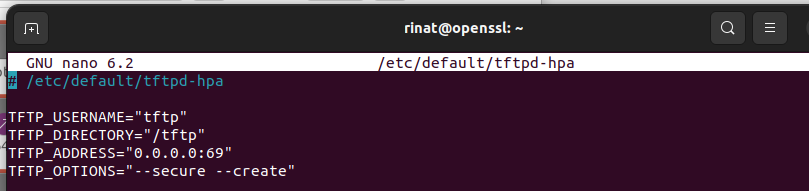 rinat@openssl: ~
GNU nano 6.2 /etc/default/tftpd-hpa
# /etc/default/tftpd-hpa
TFTP_USERNAME="tftp"
TFTP_DIRECTORY="/tftp"
TFTP_ADDRESS="0.0.0.0:69"
TFTP_OPTIONS="--secure --create"